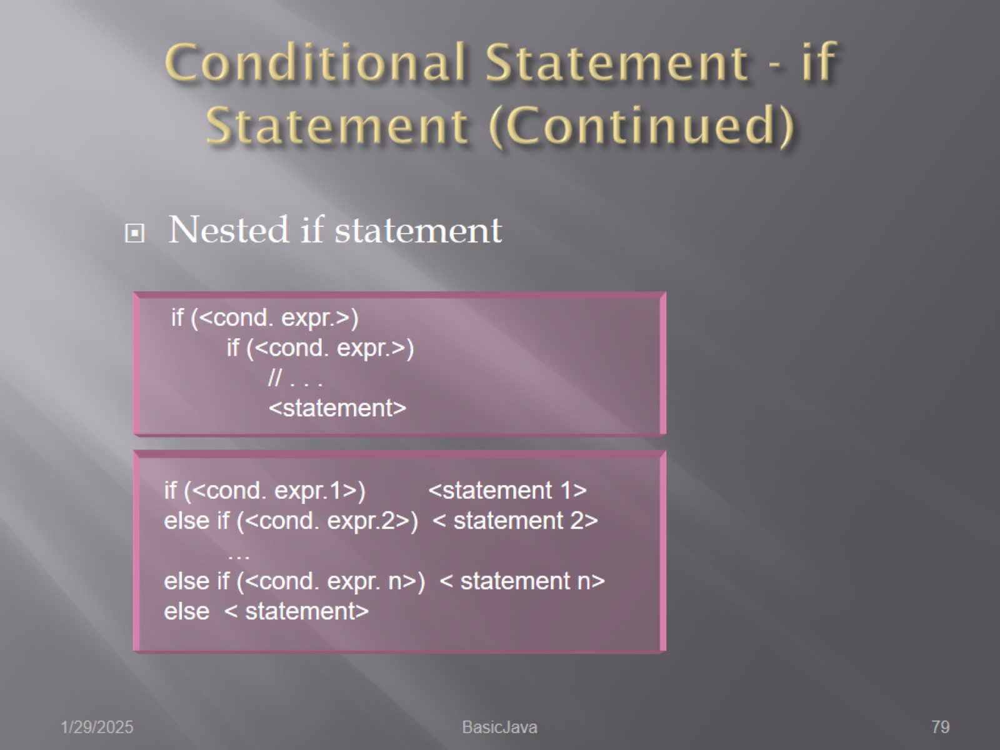 Conditional Statement - if
Statement (Continued)
Nested if statement
if (<cond. expr.>)
if (<cond. expr.>)
// . . .
<statement>
if (<cond. expr.1>) <statement 1>
else if (<cond. expr.2>) < statement 2>
…
else if (<cond. expr. n>) < statement n>
else < statement>
1/29/2025 BasicJava 79